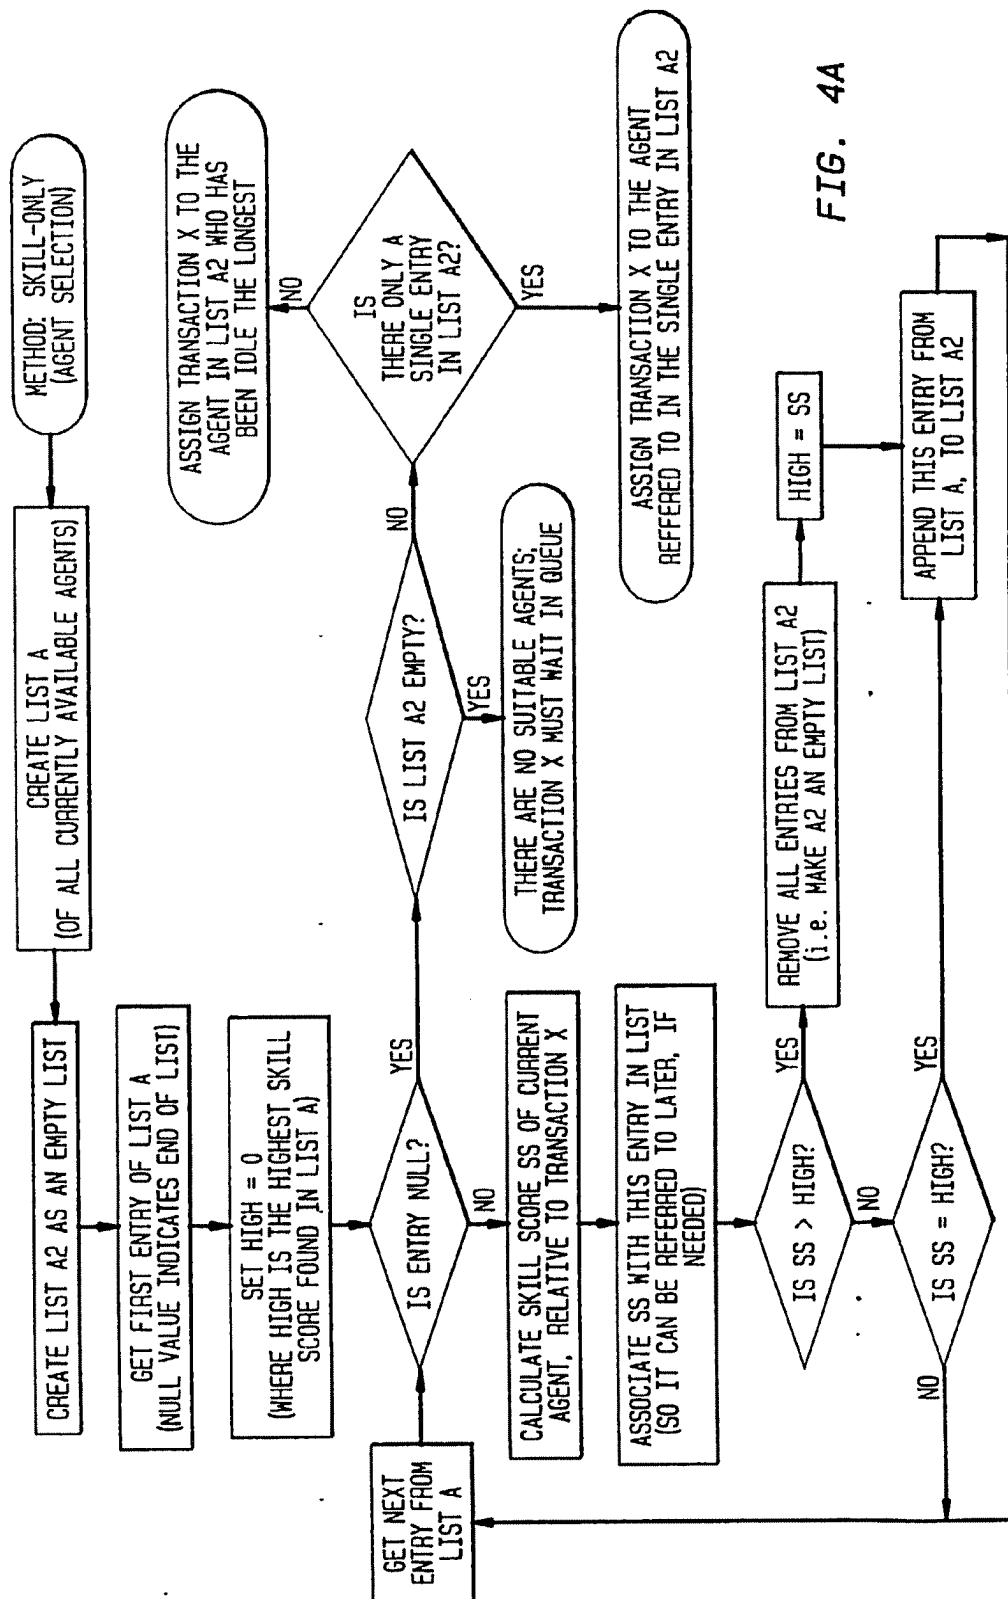 METHOD: SKILL-ONLY
(AGENT SELECTION)
CREATE LIST A
(OF ALL CURRENTLY AVAILABLE AGENTS)
CREATE LIST A2 AS AN EMPTY LIST
GET FIRST ENTRY OF LIST A
(NULL VALUE INDICATES END OF LIST)
SET HIGH = 0
(WHERE HIGH IS THE HIGHEST SKILL
SCORE FOUND IN LIST A)
GET NEXT
ENTRY FROM
LIST A
IS ENTRY NULL?
YES
NO
IS LIST A2 EMPTY?
NO
YES
IS
THERE ONLY A
SINGLE ENTRY
IN LIST A2?
NO
YES
ASSIGN TRANSACTION X TO THE
AGENT IN LIST A2 WHO HAS
BEEN IDLE THE LONGEST
THERE ARE NO SUITABLE AGENTS;
TRANSACTION X MUST WAIT IN QUEUE
ASSIGN TRANSACTION X TO THE AGENT
REFFERED TO IN THE SINGLE ENTRY IN LIST A2
CALCULATE SKILL SCORE SS OF CURRENT
AGENT, RELATIVE TO TRANSACTION X
ASSOCIATE SS WITH THIS ENTRY IN LIST
(SO IT CAN BE REFERRED TO LATER, IF
NEEDED)
IS SS > HIGH?
YES
NO
REMOVE ALL ENTRIES FROM LIST A2
(i.e. MAKE A2 AN EMPTY LIST)
HIGH = SS
IS SS = HIGH?
YES
NO
APPEND THIS ENTRY FROM
LIST A, TO LIST A2
FIG. 4A